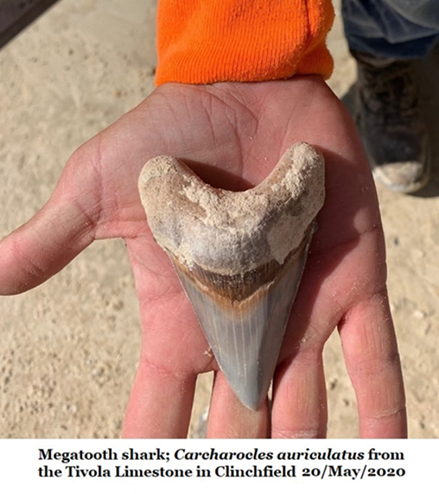 Megatooth shark; Carcharocles auriculatus from
the Tivola Limestone in Clinchfield 20/May/2020